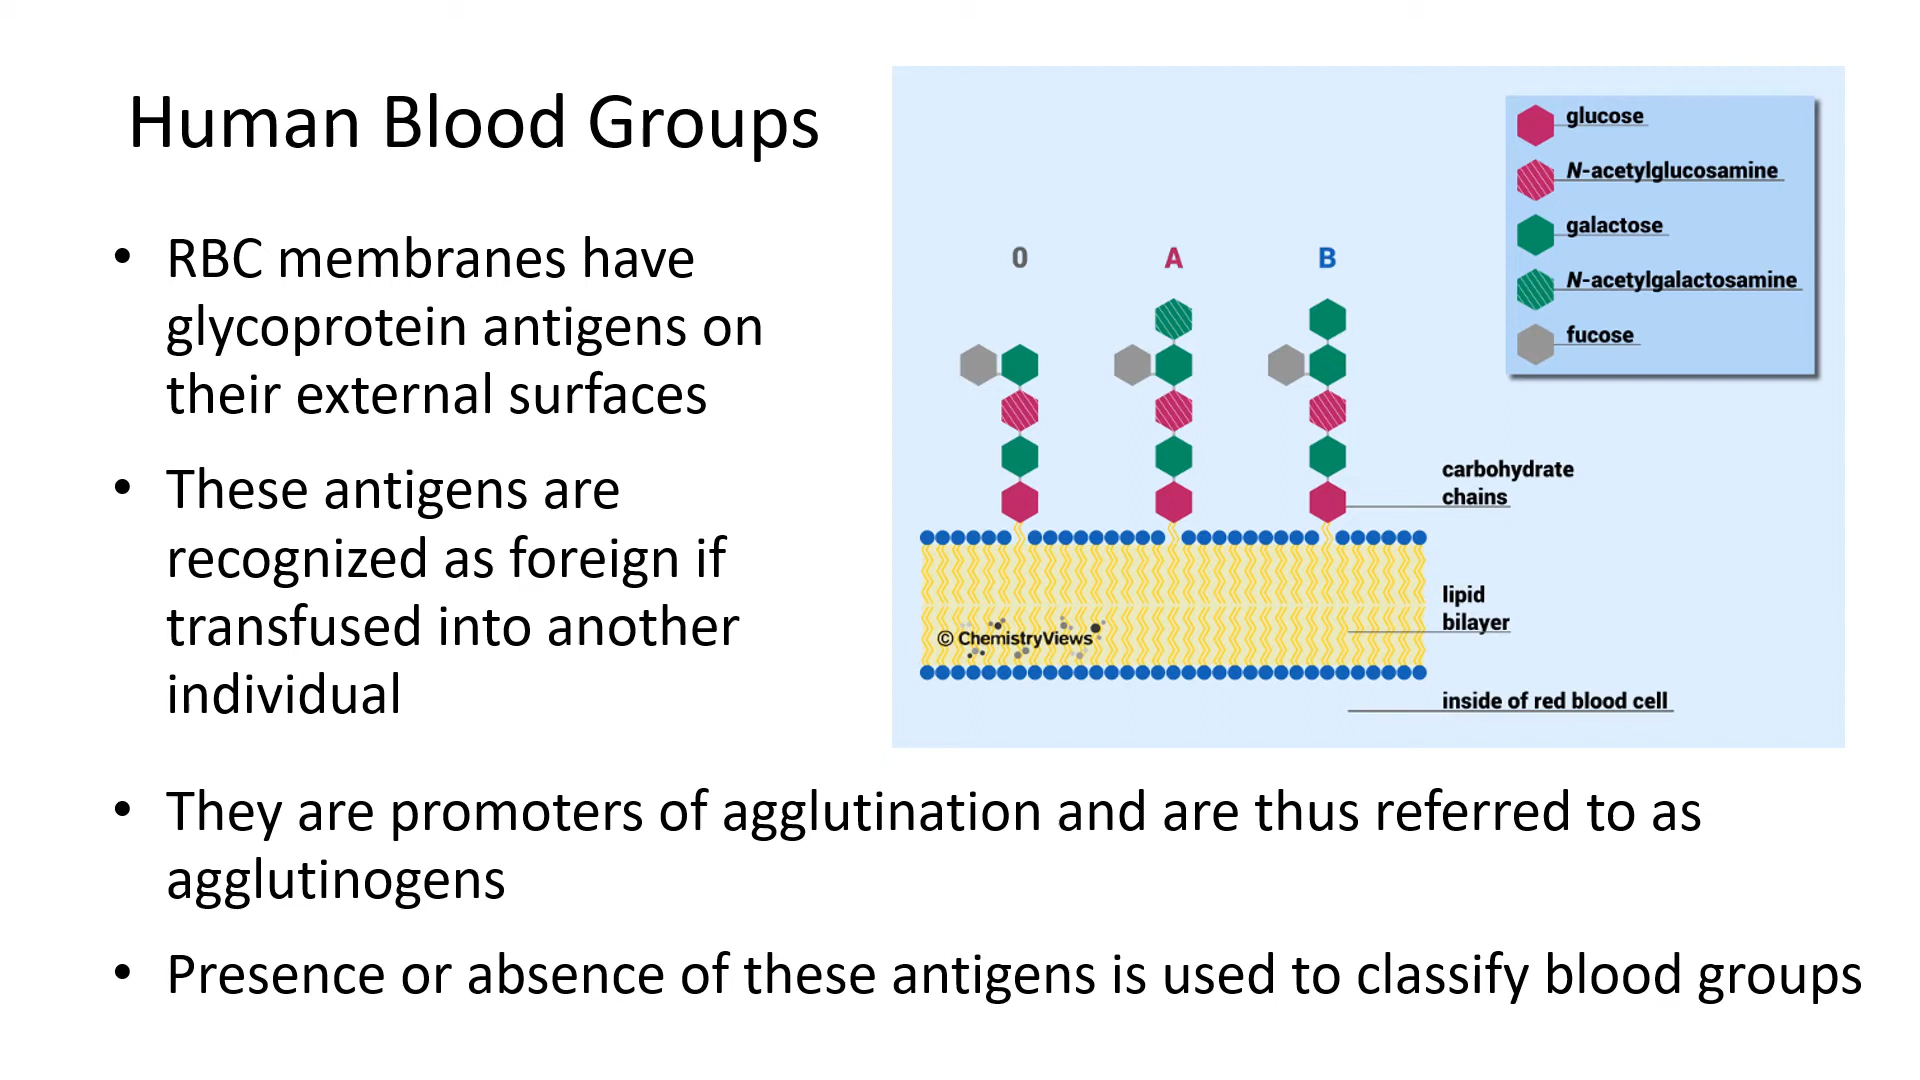 Human Blood Groups
• RBC membranes have
glycoprotein antigens on
their external surfaces
• These antigens are
recognized as foreign if
transfused into another
individual
• They are promoters of agglutination and are thus referred to as
agglutinogens
• Presence or absence of these antigens is used to classify blood groups
glucose
N-acetylglucosamine
galactose
N-acetylgalactosamine
fucose
0 A B
carbohydrate
chains
lipid
bilayer
© ChemistryViews
inside of red blood cell